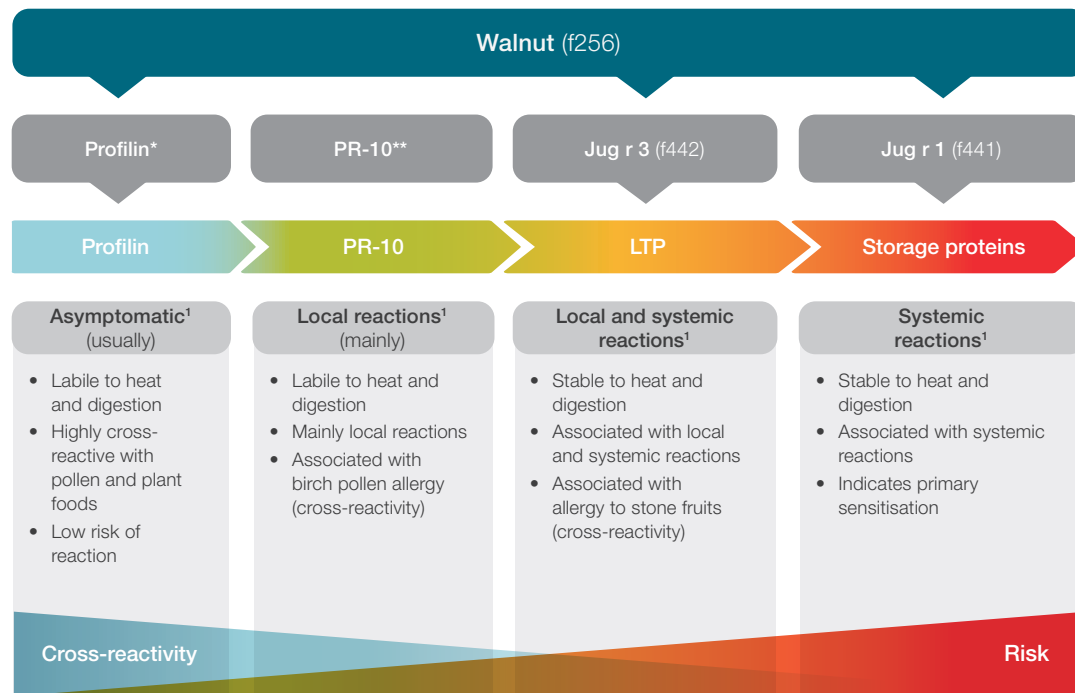 Walnut (f256)
Profilin*
PR-10**
Jug r 3 (f442)
Jug r 1 (f441)
Profilin
PR-10
LTP
Storage proteins
Asymptomatic¹
(usually)
• Labile to heat
and digestion
• Highly cross-
reactive with
pollen and plant
foods
• Low risk of
reaction
Local reactions¹
(mainly)
• Labile to heat and
digestion
• Mainly local reactions
• Associated with
birch pollen allergy
(cross-reactivity)
Local and systemic
reactions¹
• Stable to heat and
digestion
• Associated with local
and systemic reactions
• Associated with
allergy to stone fruits
(cross-reactivity)
Systemic
reactions¹
• Stable to heat and
digestion
• Associated with systemic
reactions
• Indicates primary
sensitisation
Cross-reactivity
Risk